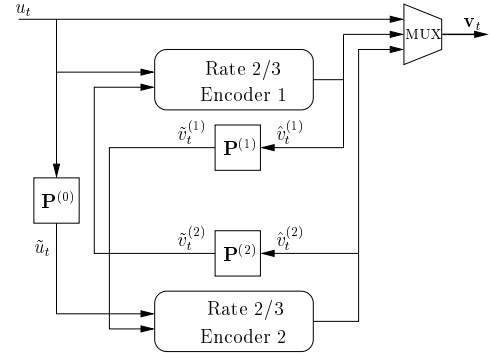 u_t
v_t
MUX
Rate 2/3
Encoder 1
ṽ_t^(1)
P^(1)
v̂_t^(1)
P^(0)
ũ_t
ṽ_t^(2)
P^(2)
v̂_t^(2)
Rate 2/3
Encoder 2